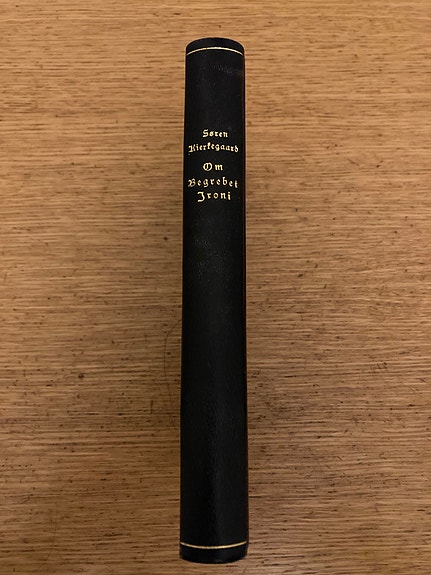 Søren
Kierkegaard
Om
Begrebet
Ironi